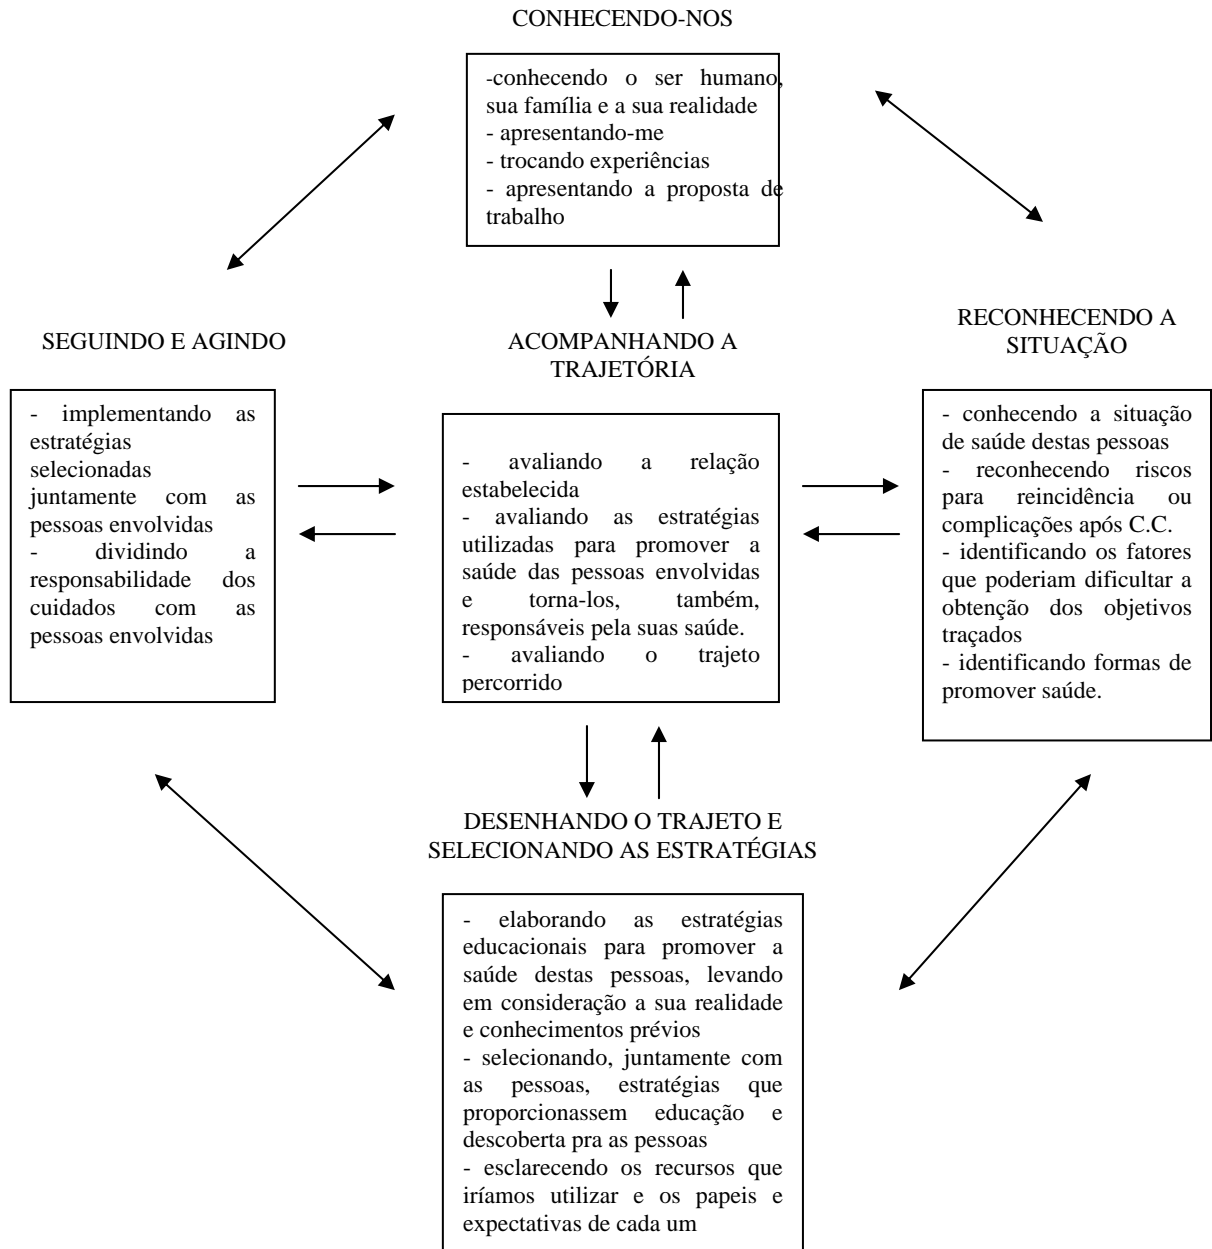 CONHECENDO-NOS
-conhecendo o ser humano,
sua família e a sua realidade
- apresentando-me
- trocando experiências
- apresentando a proposta de
trabalho
SEGUINDO E AGINDO
- implementando as
estratégias
selecionadas
juntamente com as
pessoas envolvidas
- dividindo a
responsabilidade dos
cuidados com as
pessoas envolvidas
ACOMPANHANDO A
TRAJETÓRIA
- avaliando a relação
estabelecida
- avaliando as estratégias
utilizadas para promover a
saúde das pessoas envolvidas
e torna-los, também,
responsáveis pela suas saúde.
- avaliando o trajeto
percorrido
RECONHECENDO A
SITUAÇÃO
- conhecendo a situação
de saúde destas pessoas
- reconhecendo riscos
para reincidência ou
complicações após C.C.
- identificando os fatores
que poderiam dificultar a
obtenção dos objetivos
traçados
- identificando formas de
promover saúde.
DESENHANDO O TRAJETO E
SELECIONANDO AS ESTRATÉGIAS
- elaborando as estratégias
educacionais para promover a
saúde destas pessoas, levando
em consideração a sua realidade
e conhecimentos prévios
- selecionando, juntamente com
as pessoas, estratégias que
proporcionassem educação e
descoberta pra as pessoas
- esclarecendo os recursos que
iríamos utilizar e os papeis e
expectativas de cada um